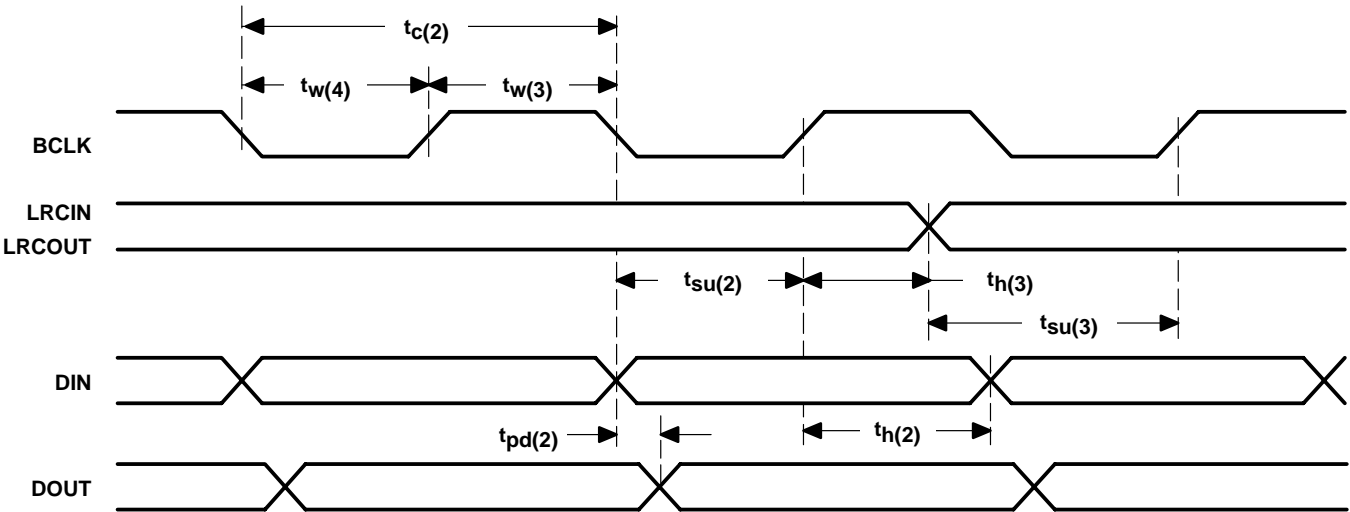 tc(2)
tw(4) tw(3)
BCLK
LRCIN
LRCOUT
tsu(2) th(3)
tsu(3)
DIN
tpd(2) th(2)
DOUT